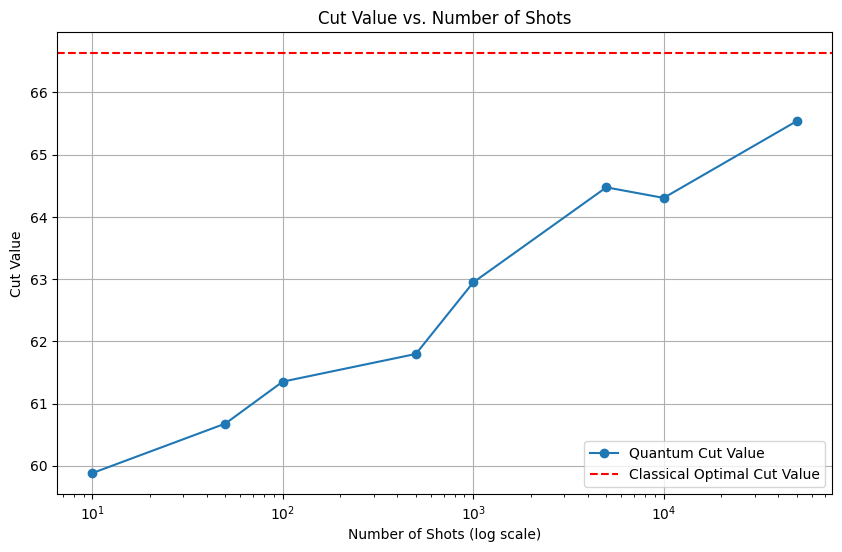 Cut Value vs. Number of Shots
Cut Value
66
65
64
63
62
61
60
10¹
10²
10³
10⁴
Number of Shots (log scale)
Quantum Cut Value
Classical Optimal Cut Value